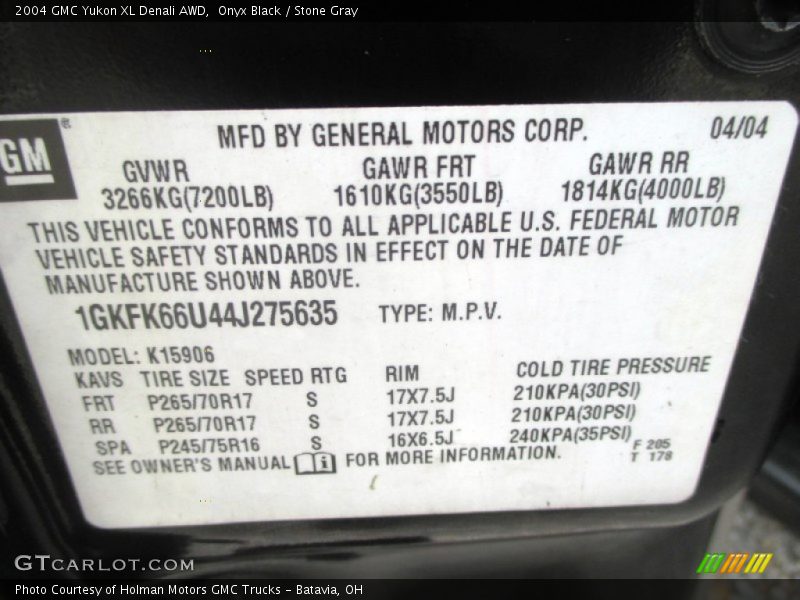 2004 GMC Yukon XL Denali AWD,  Onyx Black / Stone Gray
GM®
MFD BY GENERAL MOTORS CORP. 04/04
GVWR GAWR FRT GAWR RR
3266KG(7200LB) 1610KG(3550LB) 1814KG(4000LB)
THIS VEHICLE CONFORMS TO ALL APPLICABLE U.S. FEDERAL MOTOR
VEHICLE SAFETY STANDARDS IN EFFECT ON THE DATE OF
MANUFACTURE SHOWN ABOVE.
1GKFK66U44J275635 TYPE: M.P.V.
MODEL: K15906
KAVS TIRE SIZE SPEED RTG RIM COLD TIRE PRESSURE
FRT P265/70R17 S 17X7.5J 210KPA(30PSI)
RR P265/70R17 S 17X7.5J 210KPA(30PSI)
SPA P245/75R16 S 16X6.5J 240KPA(35PSI)
SEE OWNER'S MANUAL i FOR MORE INFORMATION.
F 205
T 178
GTCARLOT.COM
Photo Courtesy of Holman Motors GMC Trucks - Batavia, OH